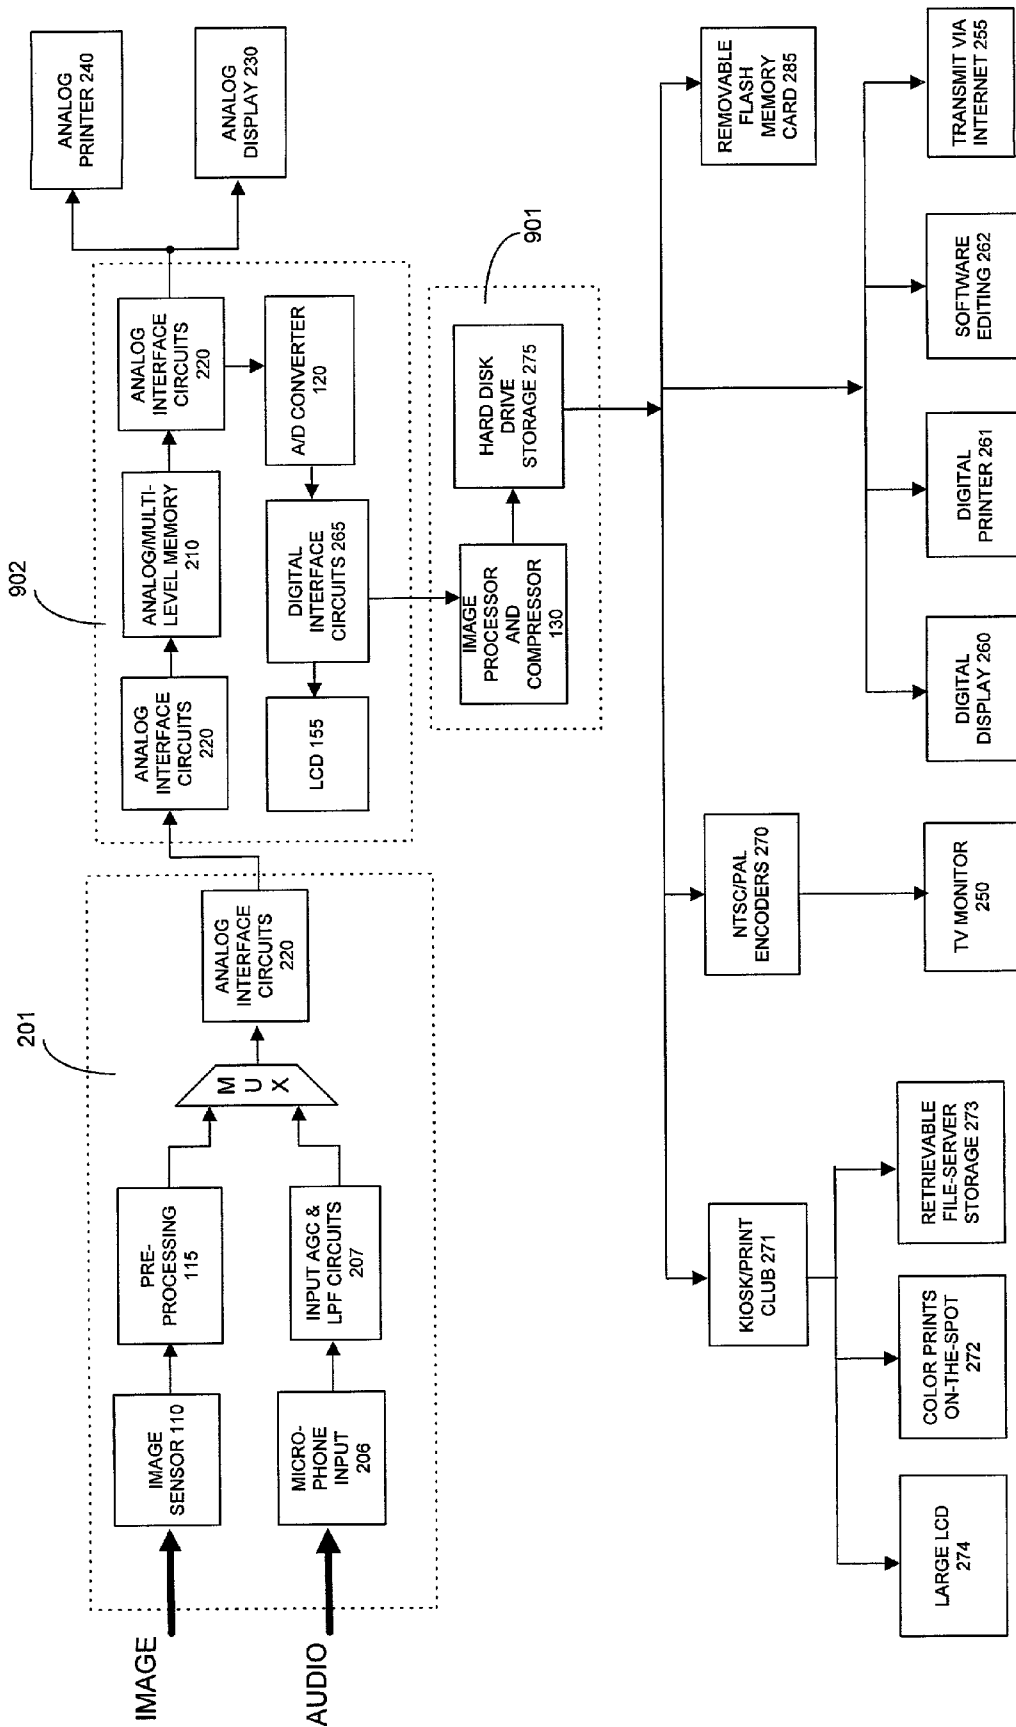 IMAGE
AUDIO
201
IMAGE
SENSOR 110
PRE-
PROCESSING
115
MICRO-
PHONE
INPUT
206
INPUT AGC &
LPF CIRCUITS
207
M
U
X
ANALOG
INTERFACE
CIRCUITS
220
902
ANALOG
INTERFACE
CIRCUITS
220
ANALOG/MULTI-
LEVEL MEMORY
210
ANALOG
INTERFACE
CIRCUITS
220
LCD 155
DIGITAL
INTERFACE
CIRCUITS 265
A/D CONVERTER
120
ANALOG
PRINTER 240
ANALOG
DISPLAY 230
901
IMAGE
PROCESSOR
AND
COMPRESSOR
130
HARD DISK
DRIVE
STORAGE 275
KIOSK/PRINT
CLUB 271
NTSC/PAL
ENCODERS 270
REMOVABLE
FLASH
MEMORY
CARD 285
LARGE LCD
274
COLOR PRINTS
ON-THE-SPOT
272
RETRIEVABLE
FILE-SERVER
STORAGE 273
TV MONITOR
250
DIGITAL
DISPLAY 260
DIGITAL
PRINTER 261
SOFTWARE
EDITING 262
TRANSMIT VIA
INTERNET 255